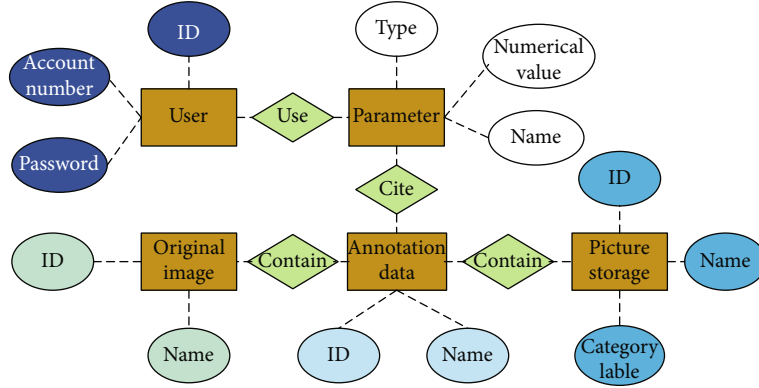 ID
Type
Account
number
Numerical
value
User
Use
Parameter
Name
Password
Cite
ID
ID
Original
image
Contain
Annotation
data
Contain
Picture
storage
Name
Name
ID
Name
Category
lable